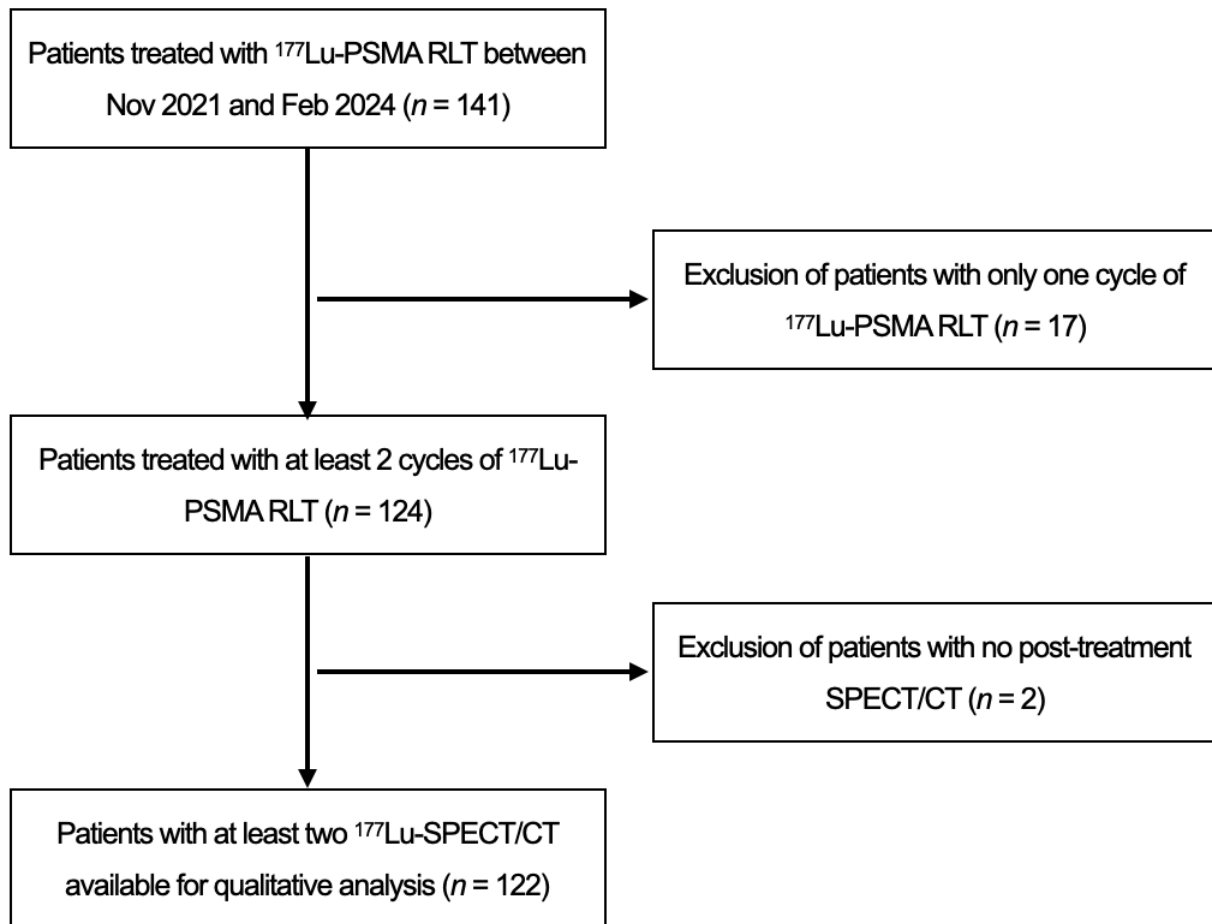 Patients treated with ¹⁷⁷Lu-PSMA RLT between
Nov 2021 and Feb 2024 (n = 141)
Exclusion of patients with only one cycle of
¹⁷⁷Lu-PSMA RLT (n = 17)
Patients treated with at least 2 cycles of ¹⁷⁷Lu-
PSMA RLT (n = 124)
Exclusion of patients with no post-treatment
SPECT/CT (n = 2)
Patients with at least two ¹⁷⁷Lu-SPECT/CT
available for qualitative analysis (n = 122)